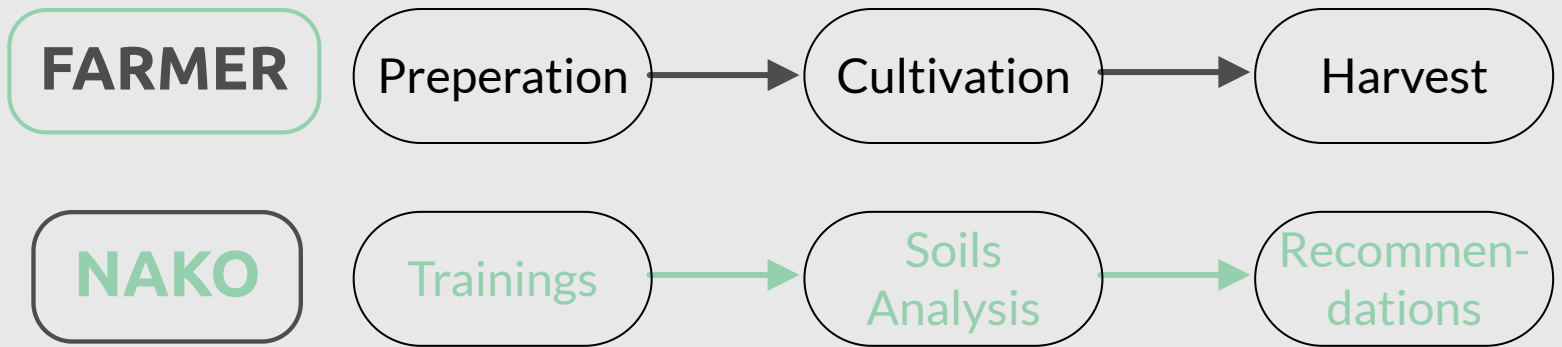 FARMER
Preperation
Cultivation
Harvest
NAKO
Trainings
Soils
Analysis
Recommen-
dations